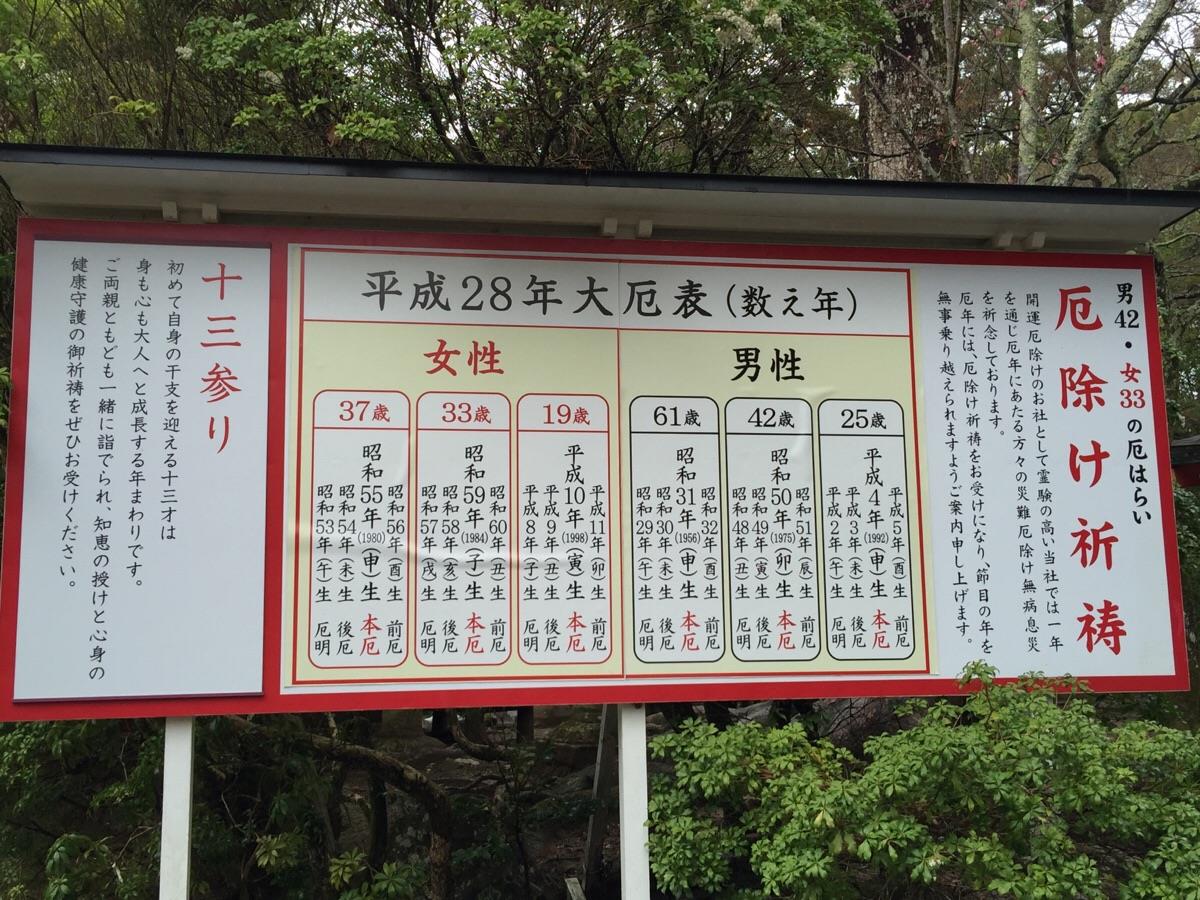 男42・女33の厄はらい
厄除け祈祷
開運厄除けのお社として霊験の高い当社では一年
を通じ厄年にあたる方々の災難厄除け無病息災
を祈念しております。
厄年には、厄除け祈祷をお受けになり、節目の年を
無事乗り越えられますようご案内申し上げます。
平成28年大厄表(数え年)
男性
25歳
平成5年(酉)生 前厄
平成4年(1992)(申)生 本厄
平成3年(未)生 後厄
平成2年(午)生 厄明
42歳
昭和51年(辰)生 前厄
昭和50年(1975)(卯)生 本厄
昭和49年(寅)生 後厄
昭和48年(丑)生 厄明
61歳
昭和32年(酉)生 前厄
昭和31年(1956)(申)生 本厄
昭和30年(未)生 後厄
昭和29年(午)生 厄明
女性
19歳
平成11年(卯)生 前厄
平成10年(1998)(寅)生 本厄
平成9年(丑)生 後厄
平成8年(子)生 厄明
33歳
昭和60年(丑)生 前厄
昭和59年(1984)(子)生 本厄
昭和58年(亥)生 後厄
昭和57年(戌)生 厄明
37歳
昭和56年(酉)生 前厄
昭和55年(1980)(申)生 本厄
昭和54年(未)生 後厄
昭和53年(午)生 厄明
十三参り
初めて自身の干支を迎える十三才は
身も心も大人へと成長する年まわりです。
ご両親ともども一緒に詣でられ、知恵の授けと心身の
健康守護の御祈祷をぜひお受けください。